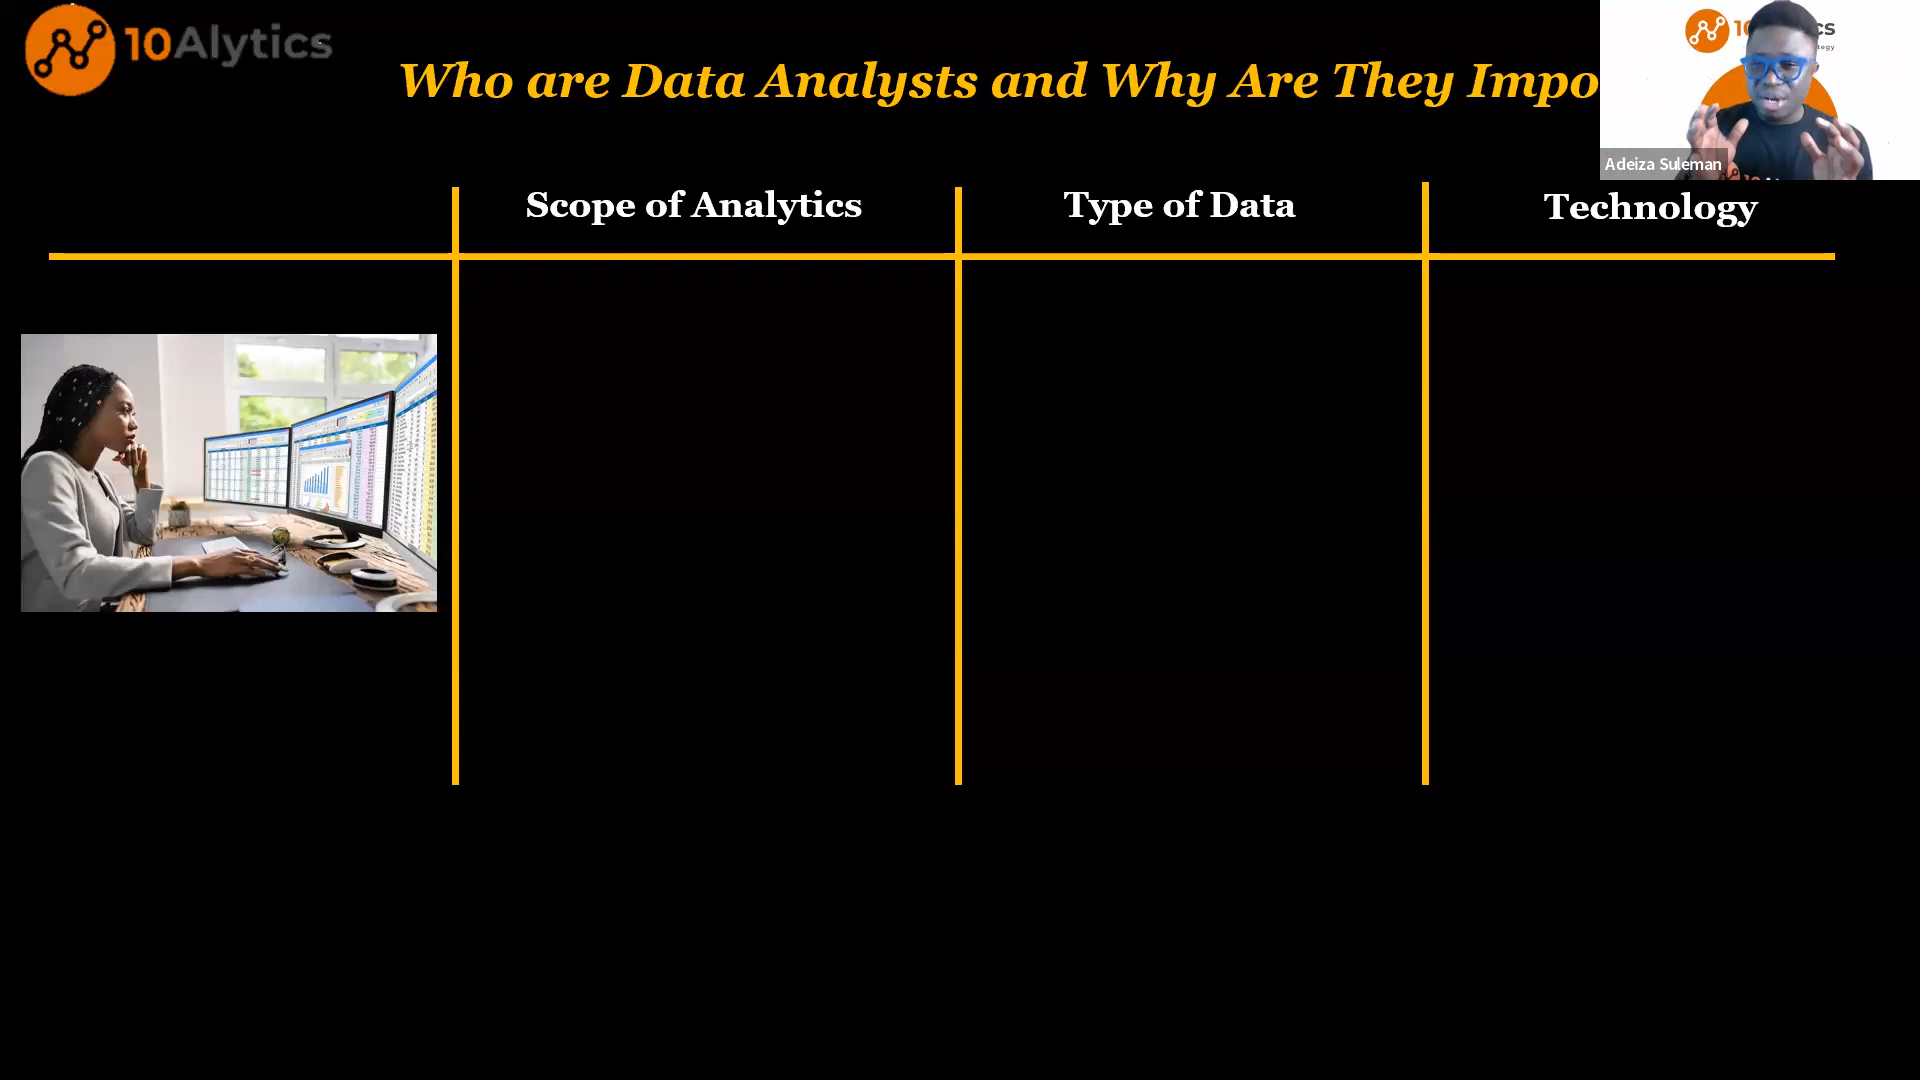 10Alytics
Who are Data Analysts and Why Are They Impo
Adeiza Suleman
Scope of Analytics
Type of Data
Technology